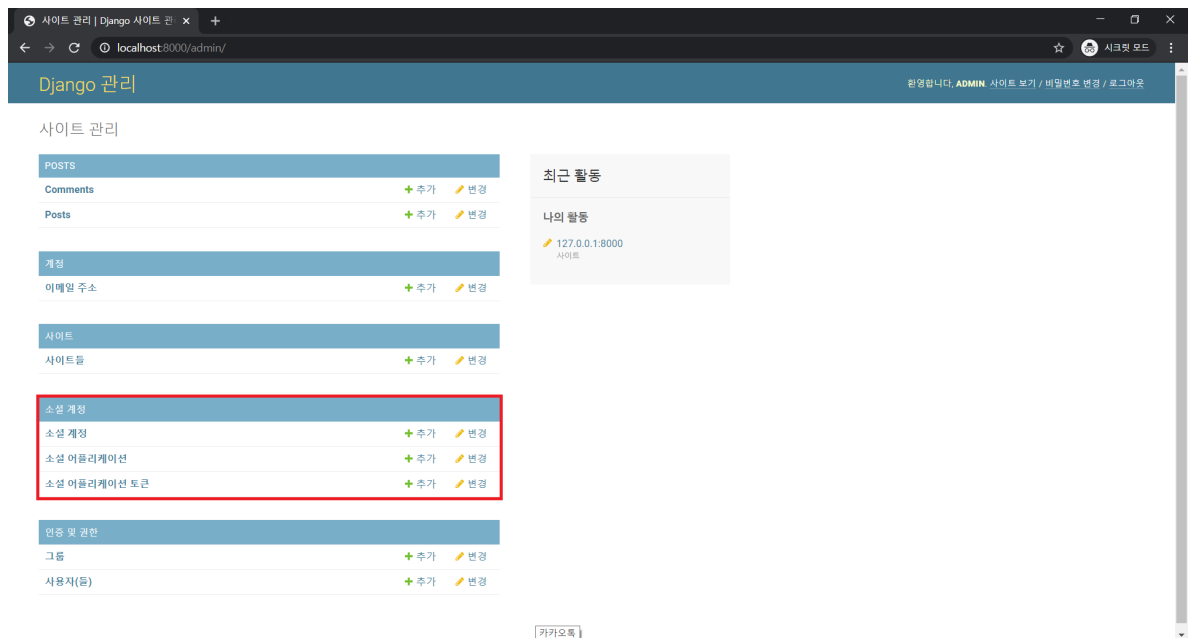 사이트 관리 | Django 사이트 관
localhost:8000/admin/
시크릿 모드
Django 관리
환영합니다, ADMIN. 사이트 보기 / 비밀번호 변경 / 로그아웃
사이트 관리
POSTS
Comments 추가 변경
Posts 추가 변경
계정
이메일 주소 추가 변경
사이트
사이트들 추가 변경
소셜 계정
소셜 계정 추가 변경
소셜 어플리케이션 추가 변경
소셜 어플리케이션 토큰 추가 변경
인증 및 권한
그룹 추가 변경
사용자(들) 추가 변경
최근 활동
나의 활동
127.0.0.1:8000
사이트
카카오톡